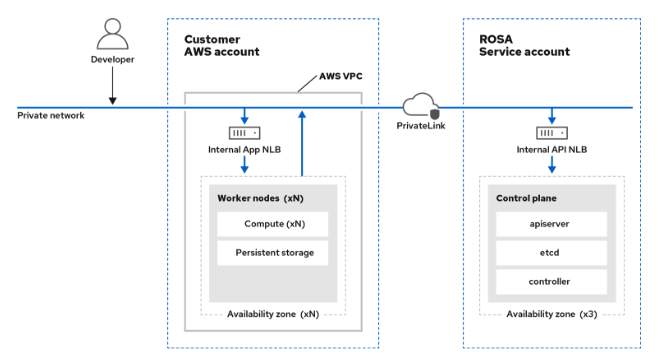 Developer
Private network
Customer
AWS account
AWS VPC
Internal App NLB
Worker nodes (xN)
Compute (xN)
Persistent storage
Availability zone (xN)
PrivateLink
ROSA
Service account
Internal API NLB
Control plane
apiserver
etcd
controller
Availability zone (x3)